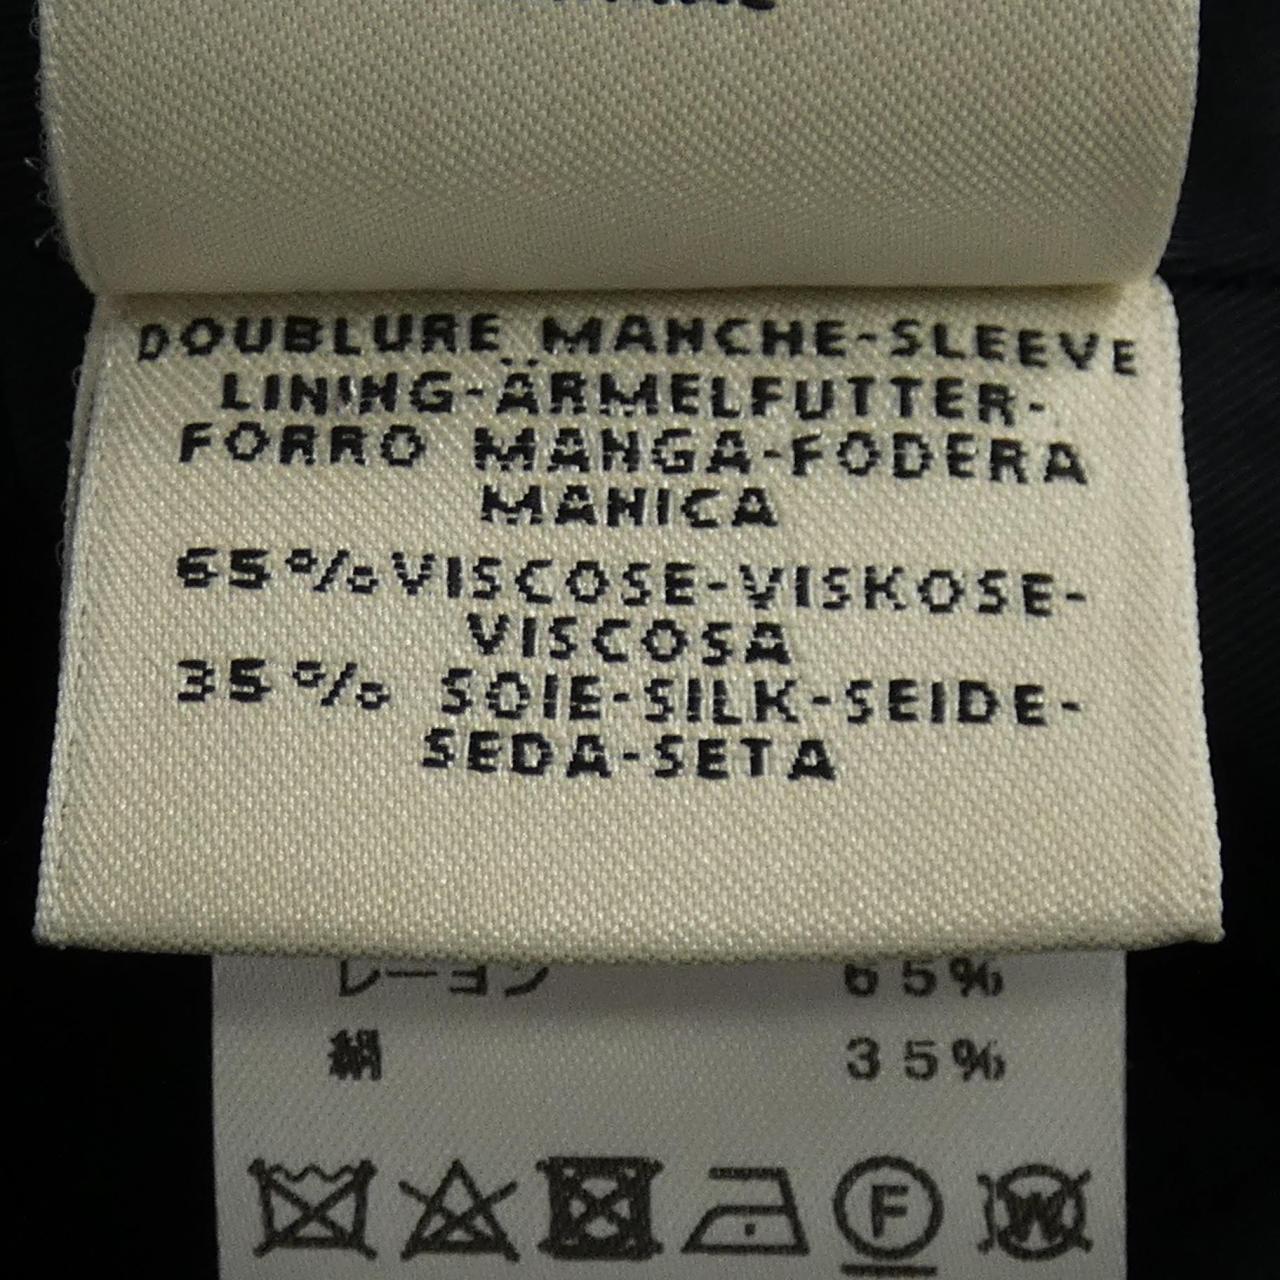 DOUBLURE MANCHE-SLEEVE
LINING-ÄRMELFUTTER-
FORRO MANGA-FODERA
MANICA
65%VISCOSE-VISKOSE-
VISCOSA
35% SOIE-SILK-SEIDE-
SEDA-SETA
レーヨン 65%
絹 35%
F W